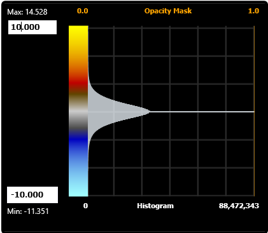 Max: 14.528
0.0 Opacity Mask 1.0
10.000
-10.000
Min: -11.351
0 Histogram 88,472,343